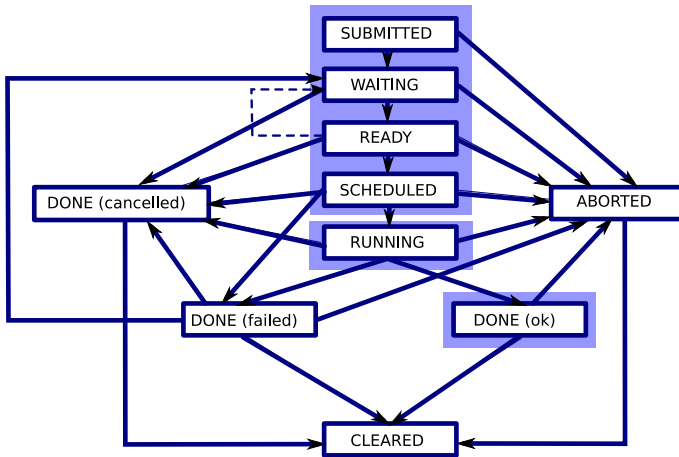 SUBMITTED
WAITING
READY
SCHEDULED
DONE (cancelled)
ABORTED
RUNNING
DONE (failed)
DONE (ok)
CLEARED